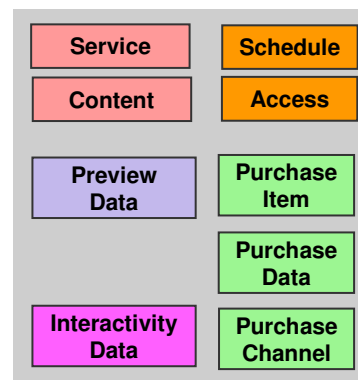 Service
Schedule
Content
Access
Preview
Data
Purchase
Item
Purchase
Data
Interactivity
Data
Purchase
Channel